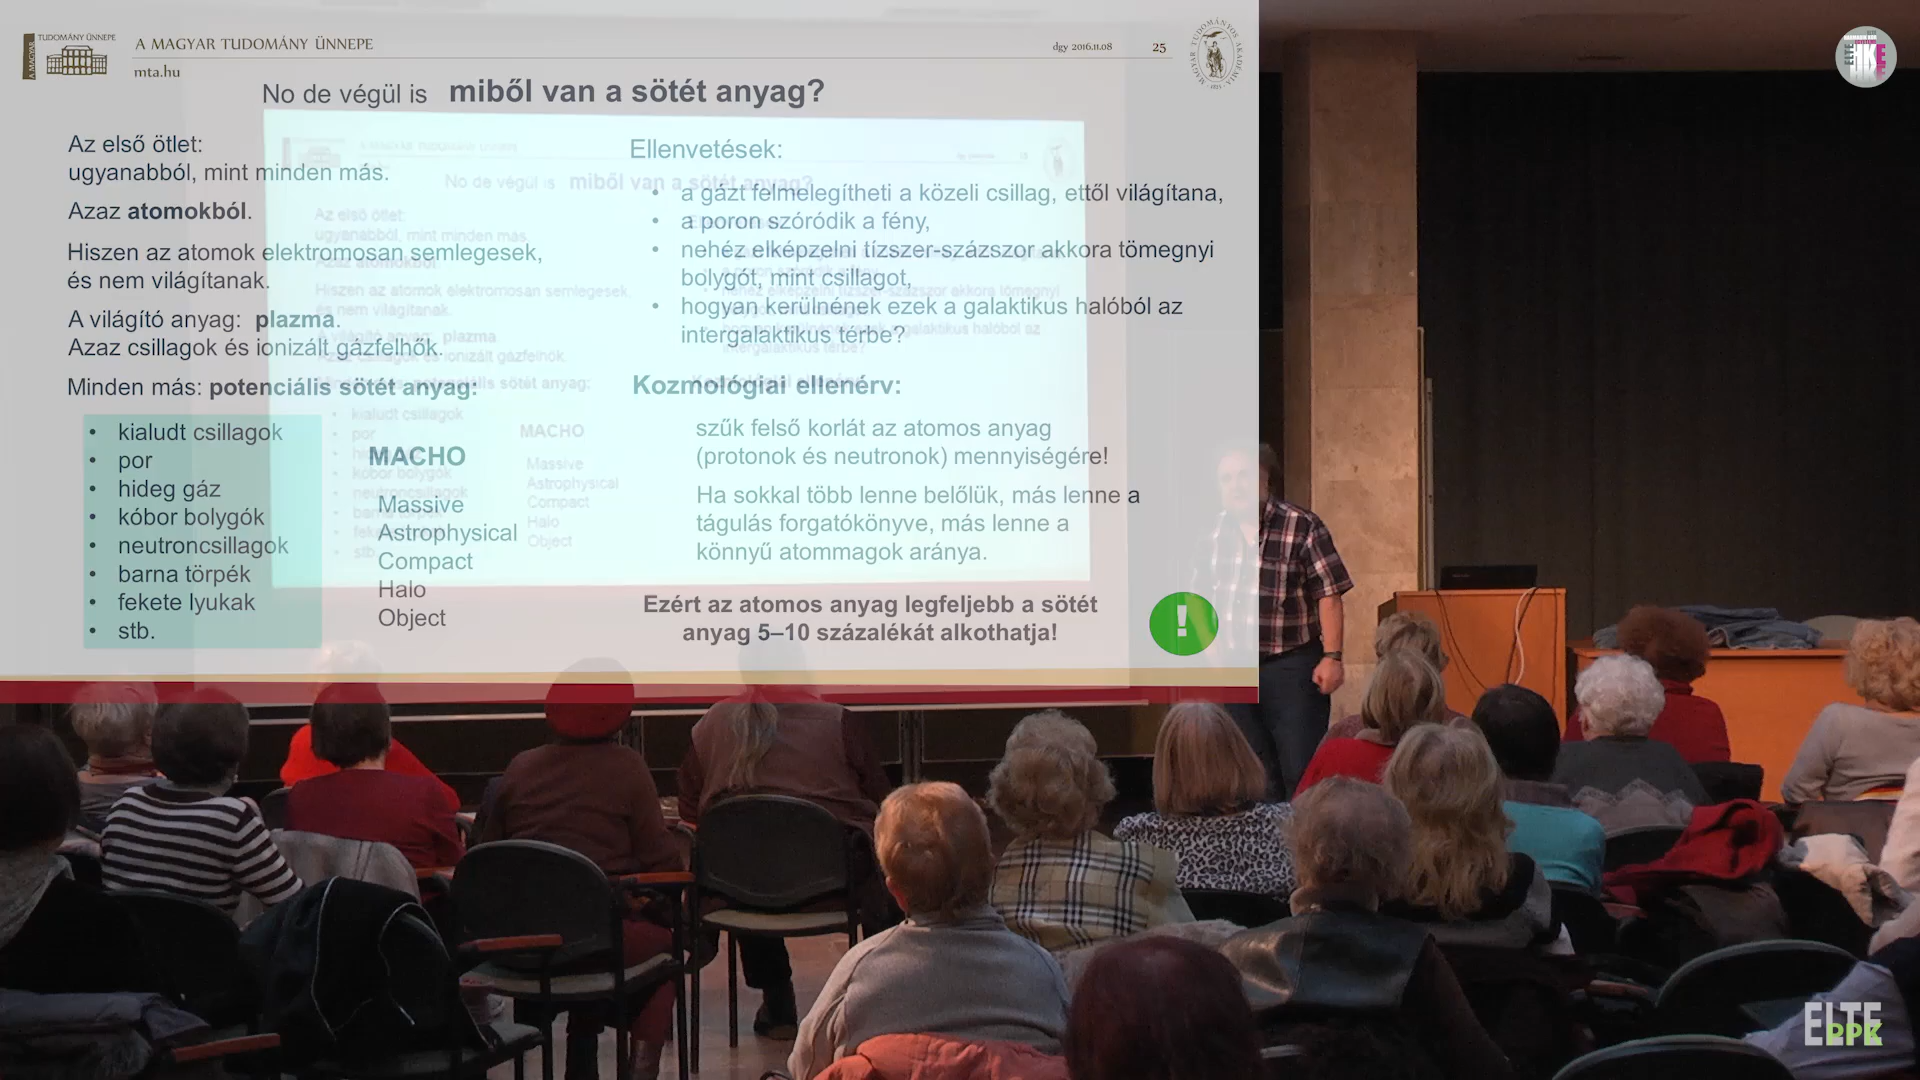 A MAGYAR TUDOMÁNY ÜNNEPE
TUDOMÁNY ÜNNEPE
A MAGYAR
mta.hu
dgy 2016.11.08
25
No de végül is miből van a sötét anyag?
Az első ötlet:
ugyanabból, mint minden más.
Azaz atomokból.
Hiszen az atomok elektromosan semlegesek,
és nem világítanak.
A világító anyag: plazma.
Azaz csillagok és ionizált gázfelhők.
Minden más: potenciális sötét anyag:
• kialudt csillagok
• por
• hideg gáz
• kóbor bolygók
• neutroncsillagok
• barna törpék
• fekete lyukak
• stb.
MACHO
Massive
Astrophysical
Compact
Halo
Object
Ellenvetések:
• a gázt felmelegítheti a közeli csillag, ettől világítana,
• a poron szóródik a fény,
• nehéz elképzelni tízszer-százszor akkora tömegnyi
bolygót, mint csillagot,
• hogyan kerülnének ezek a galaktikus halóból az
intergalaktikus térbe?
Kozmológiai ellenérv:
szűk felső korlát az atomos anyag
(protonok és neutronok) mennyiségére!
Ha sokkal több lenne belőlük, más lenne a
tágulás forgatókönyve, más lenne a
könnyű atommagok aránya.
Ezért az atomos anyag legfeljebb a sötét
anyag 5–10 százalékát alkothatja!
!
ELTE
PPK